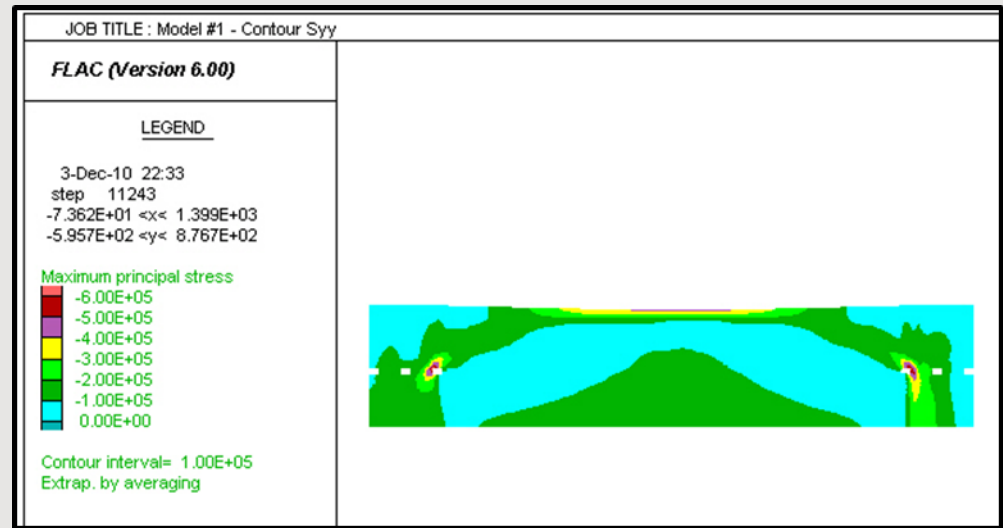 JOB TITLE : Model #1 - Contour Syy
FLAC (Version 6.00)
LEGEND
3-Dec-10 22:33
step 11243
-7.362E+01 <x< 1.399E+03
-5.957E+02 <y< 8.767E+02
Maximum principal stress
-6.00E+05
-5.00E+05
-4.00E+05
-3.00E+05
-2.00E+05
-1.00E+05
0.00E+00
Contour interval= 1.00E+05
Extrap. by averaging